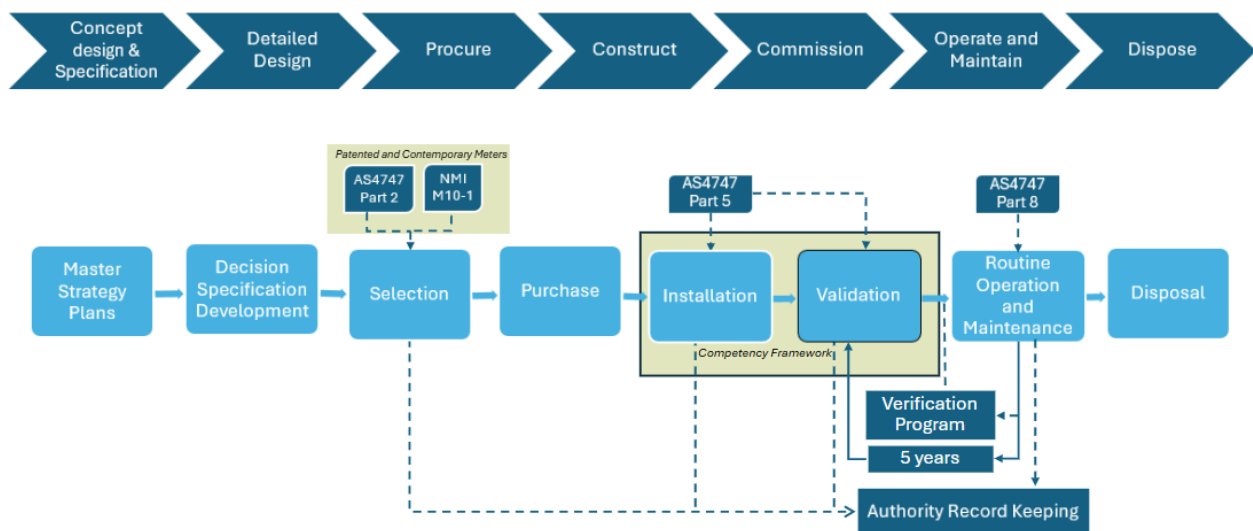 Concept
design &
Specification
Detailed
Design
Procure
Construct
Commission
Operate and
Maintain
Dispose
Patented and Contemporary Meters
AS4747
Part 2
NMI
M10-1
AS4747
Part 5
AS4747
Part 8
Master
Strategy
Plans
Decision
Specification
Development
Selection
Purchase
Installation
Validation
Routine
Operation
and
Maintenance
Disposal
Competency Framework
Verification
Program
5 years
Authority Record Keeping